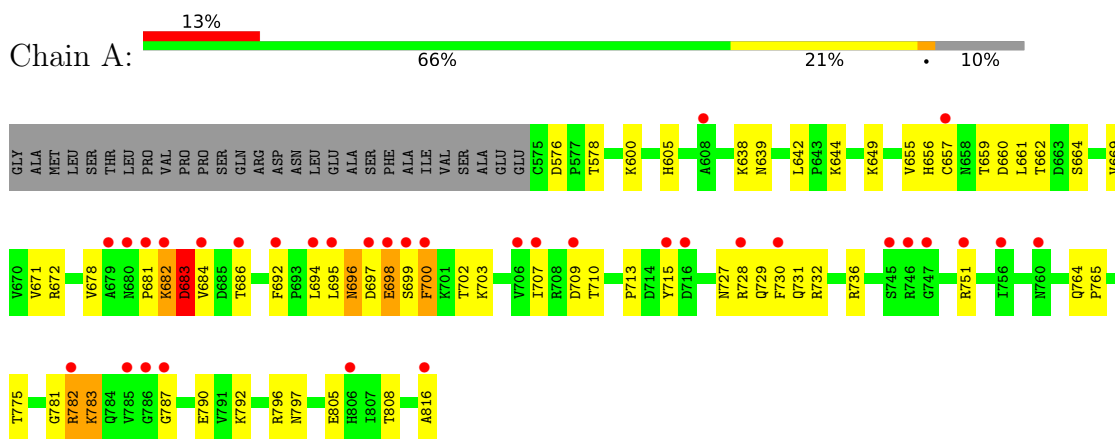 13%
Chain A:
66% 21% • 10%
GLY ALA MET LEU SER THR LEU PRO VAL PRO PRO SER GLN ARG ASP ASN LEU GLU ALA SER PHE ALA ILE VAL SER ALA GLU GLU C575 D576 P577 T578 K600 H605 A608 K638 N639 L642 P643 K644 K649 V655 H656 C657 N658 T659 D660 L661 T662 D663 S664 V669
V670 V671 R672 V678 A679 N680 P681 K682 D683 V684 D685 T686 F692 P693 L694 L695 N696 D697 E698 S699 F700 K701 T702 K703 V706 I707 R708 D709 T710 P713 D714 Y715 D716 N727 R728 Q729 F730 Q731 R732 R736 S745 R746 G747 R751 I756 N760 Q764 P765
T775 G781 R782 K783 Q784 V785 G786 G787 E790 V791 K792 R796 N797 E805 H806 I807 T808 A816